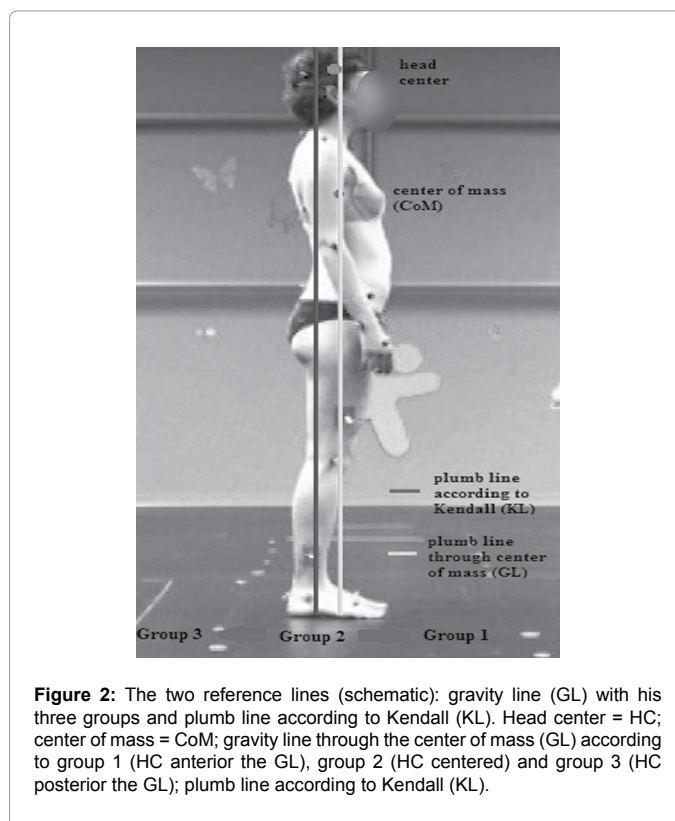 head
center
center of mass
(CoM)
plumb line
according to
Kendall (KL)
plumb line
through center
of mass (GL)
Group 3 Group 2 Group 1
Figure 2: The two reference lines (schematic): gravity line (GL) with his
three groups and plumb line according to Kendall (KL). Head center = HC;
center of mass = CoM; gravity line through the center of mass (GL) according
to group 1 (HC anterior the GL), group 2 (HC centered) and group 3 (HC
posterior the GL); plumb line according to Kendall (KL).